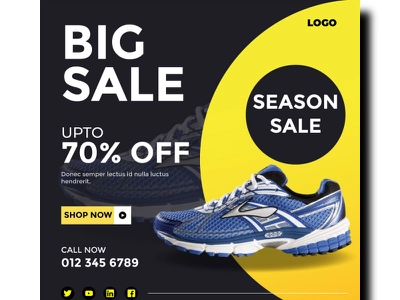 LOGO
BIG
SALE
SEASON
SALE
UPTO
70% OFF
Donec semper lectus id nulla luctus
hendrerit.
SHOP NOW
CALL NOW
012 345 6789